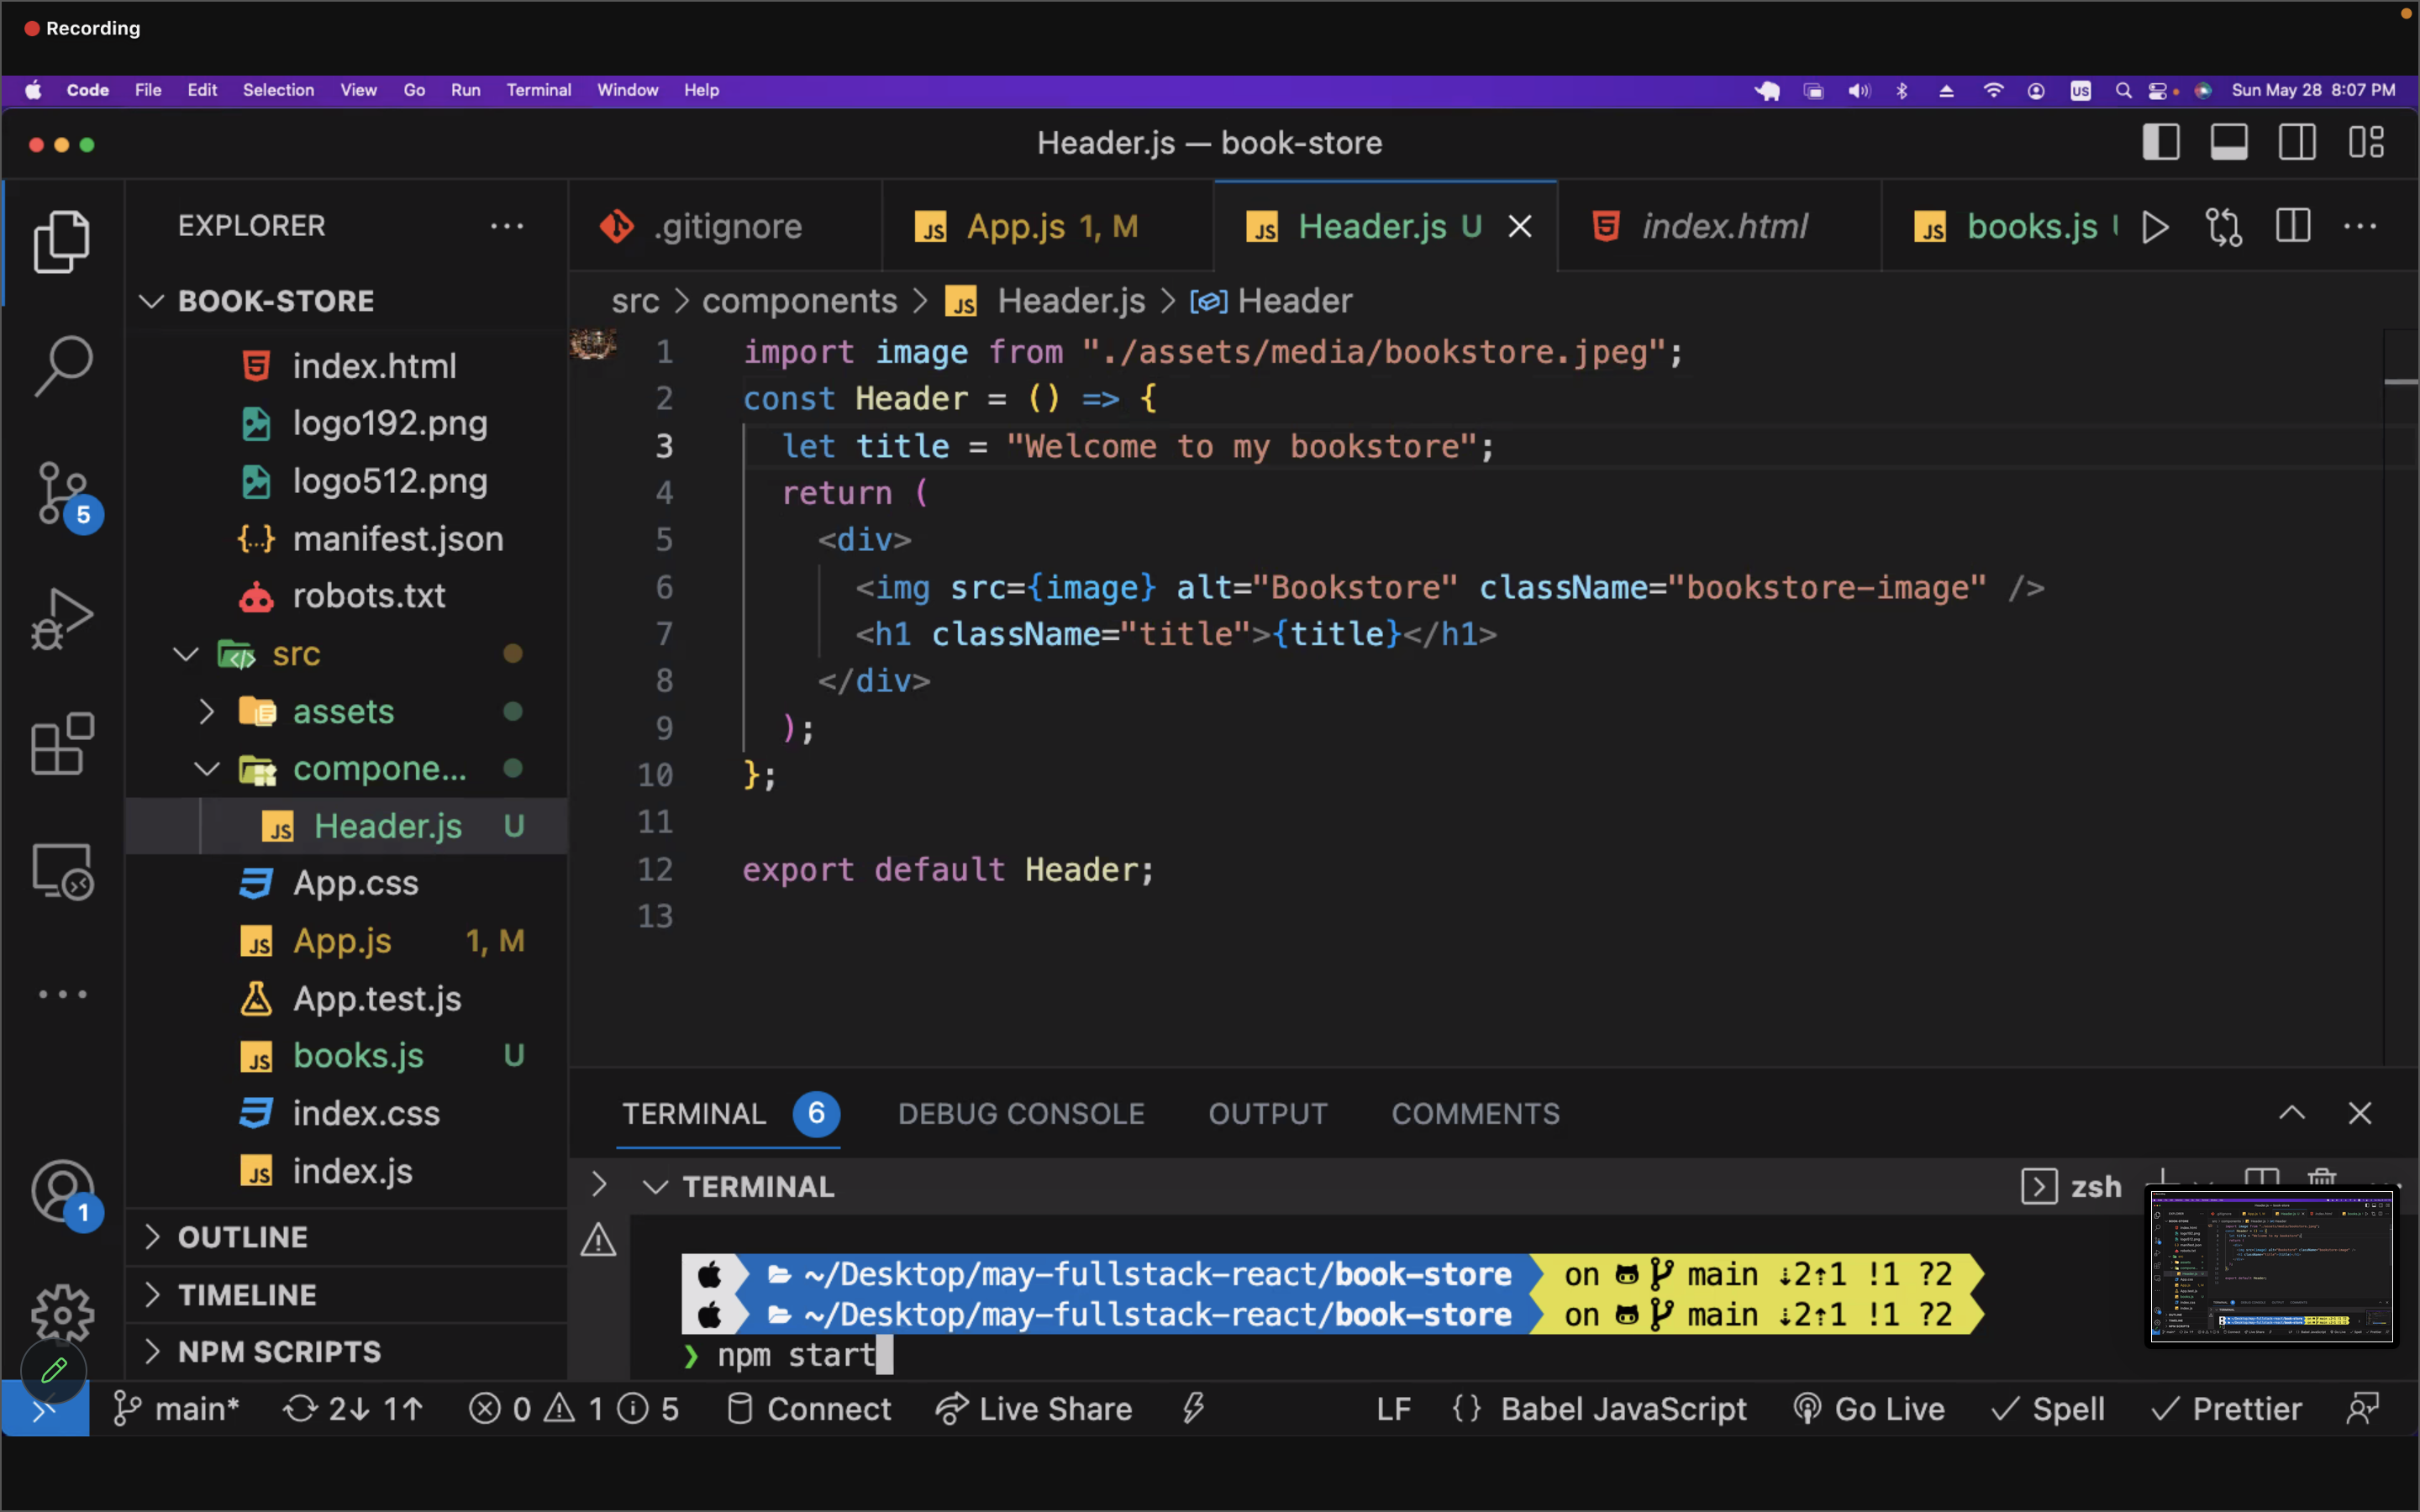 Recording
Code File Edit Selection View Go Run Terminal Window Help US Sun May 28 8:07 PM
Header.js — book-store
EXPLORER
.gitignore
App.js 1, M
Header.js U
index.html
books.js
BOOK-STORE
index.html
logo192.png
logo512.png
manifest.json
robots.txt
src
assets
compone...
Header.js U
App.css
App.js 1, M
App.test.js
books.js U
index.css
index.js
OUTLINE
TIMELINE
NPM SCRIPTS
5
1
src > components > JS Header.js > Header
1 import image from "./assets/media/bookstore.jpeg";
2 const Header = () => {
3 let title = "Welcome to my bookstore";
4 return (
5 <div>
6 <img src={image} alt="Bookstore" className="bookstore-image" />
7 <h1 className="title">{title}</h1>
8 </div>
9 );
10 };
11
12 export default Header;
13
TERMINAL 6 DEBUG CONSOLE OUTPUT COMMENTS
TERMINAL zsh
~/Desktop/may-fullstack-react/book-store on main ⇣2⇡1 !1 ?2
~/Desktop/may-fullstack-react/book-store on main ⇣2⇡1 !1 ?2
❯ npm start
main* 2↓ 1↑ 0 1 5 Connect Live Share LF {} Babel JavaScript Go Live Spell Prettier